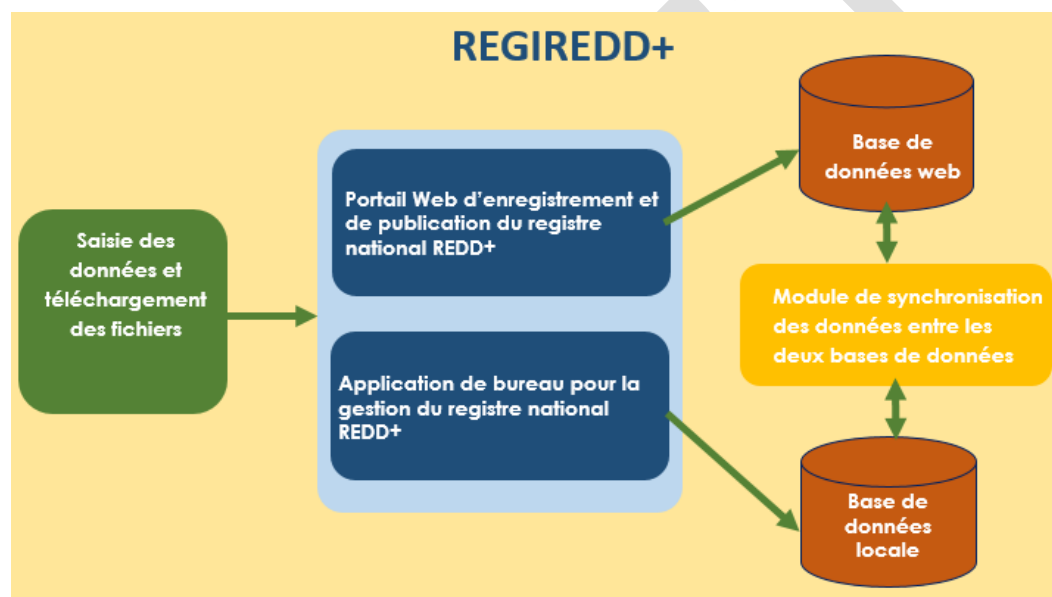 REGIREDD+
Saisie des
données et
téléchargement
des fichiers
Portail Web d'enregistrement et
de publication du registre
national REDD+
Application de bureau pour la
gestion du registre national
REDD+
Base de
données web
Module de synchronisation
des données entre les
deux bases de données
Base de
données
locale